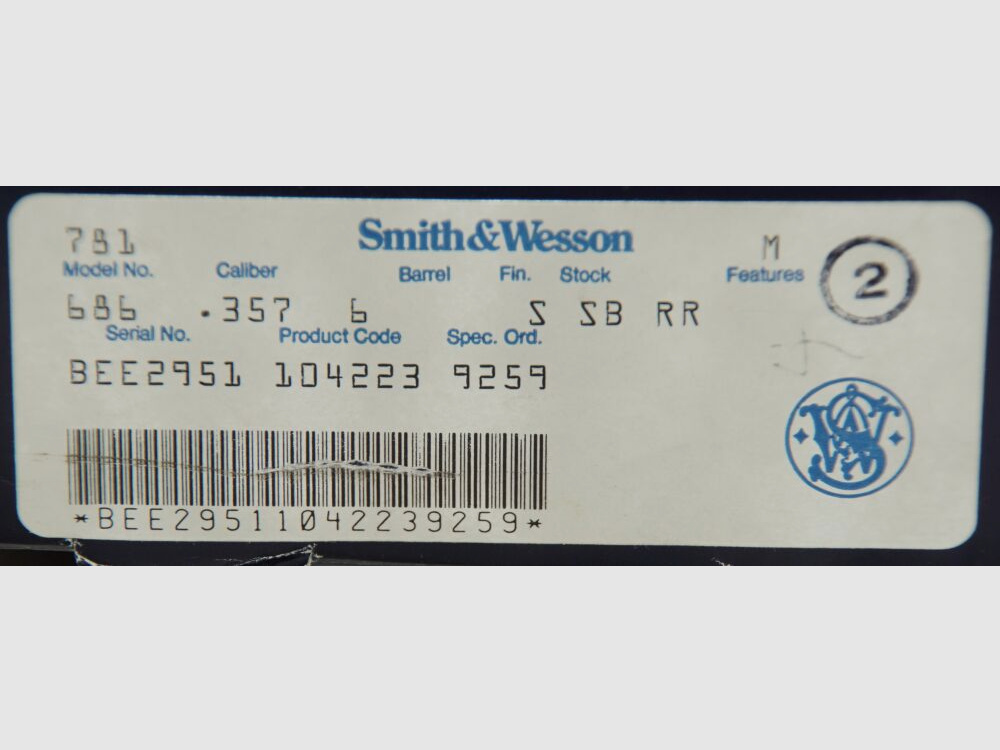 781 Smith&Wesson M
Model No. Caliber Barrel Fin. Stock Features 2
686 .357 6 S SB RR
Serial No. Product Code Spec. Ord.
BEE2951 104223 9259
*BEE29511042239259*